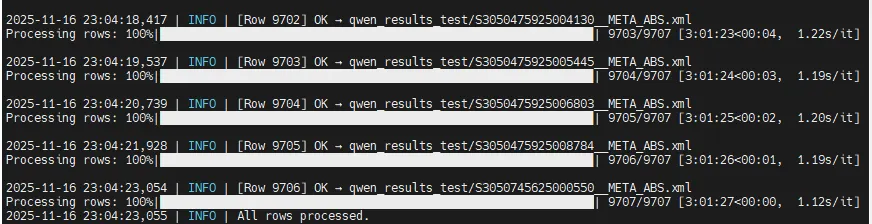 2025-11-16 23:04:18,417 | INFO | [Row 9702] OK → qwen_results_test/S3050475925004130__META_ABS.xml
Processing rows: 100%|██████████| 9703/9707 [3:01:23<00:04,  1.22s/it]
2025-11-16 23:04:19,537 | INFO | [Row 9703] OK → qwen_results_test/S3050475925005445__META_ABS.xml
Processing rows: 100%|██████████| 9704/9707 [3:01:24<00:03,  1.19s/it]
2025-11-16 23:04:20,739 | INFO | [Row 9704] OK → qwen_results_test/S3050475925006803__META_ABS.xml
Processing rows: 100%|██████████| 9705/9707 [3:01:25<00:02,  1.20s/it]
2025-11-16 23:04:21,928 | INFO | [Row 9705] OK → qwen_results_test/S3050475925008784__META_ABS.xml
Processing rows: 100%|██████████| 9706/9707 [3:01:26<00:01,  1.19s/it]
2025-11-16 23:04:23,054 | INFO | [Row 9706] OK → qwen_results_test/S3050745625000550__META_ABS.xml
Processing rows: 100%|██████████| 9707/9707 [3:01:27<00:00,  1.12s/it]
2025-11-16 23:04:23,055 | INFO | All rows processed.